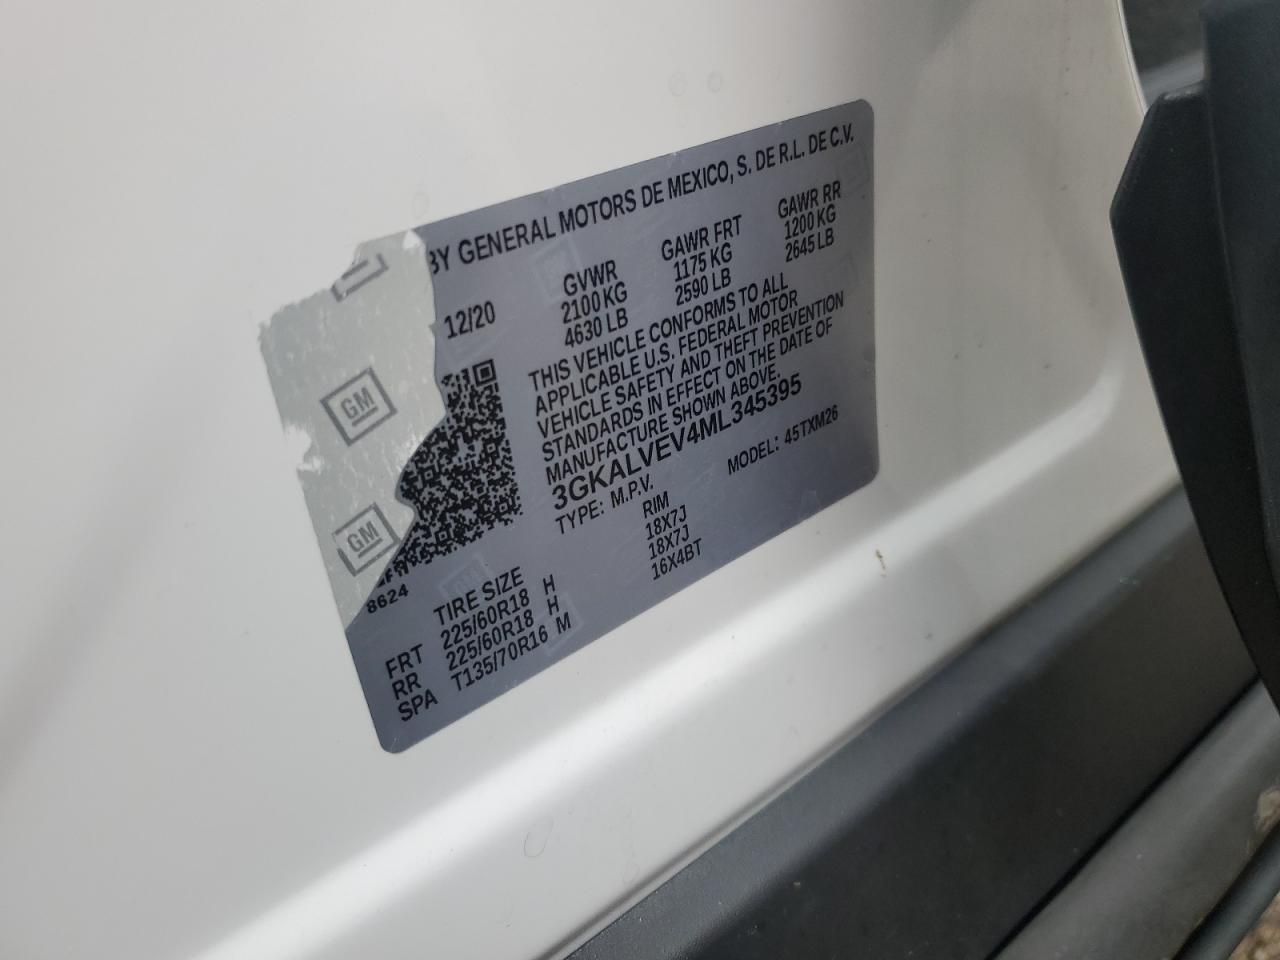 BY GENERAL MOTORS DE MEXICO, S. DE R.L. DE C.V.
12/20
GVWR
2100 KG
4630 LB
GAWR FRT
1175 KG
2590 LB
GAWR RR
1200 KG
2645 LB
THIS VEHICLE CONFORMS TO ALL
APPLICABLE U.S. FEDERAL MOTOR
VEHICLE SAFETY AND THEFT PREVENTION
STANDARDS IN EFFECT ON THE DATE OF
MANUFACTURE SHOWN ABOVE.
3GKALVEV4ML345395
TYPE: M.P.V.
MODEL: 45TXM26
GM
GM
8624
TIRE SIZE
RIM
FRT 225/60R18 H 18X7J
RR 225/60R18 H 18X7J
SPA T135/70R16 M 16X4BT